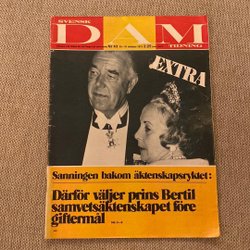 SVENSK
DAM
TIDNING
EXTRA
Sanningen bakom äktenskapsryktet:
Därför väljer prins Bertil
samvetsäktenskapet före
giftermål